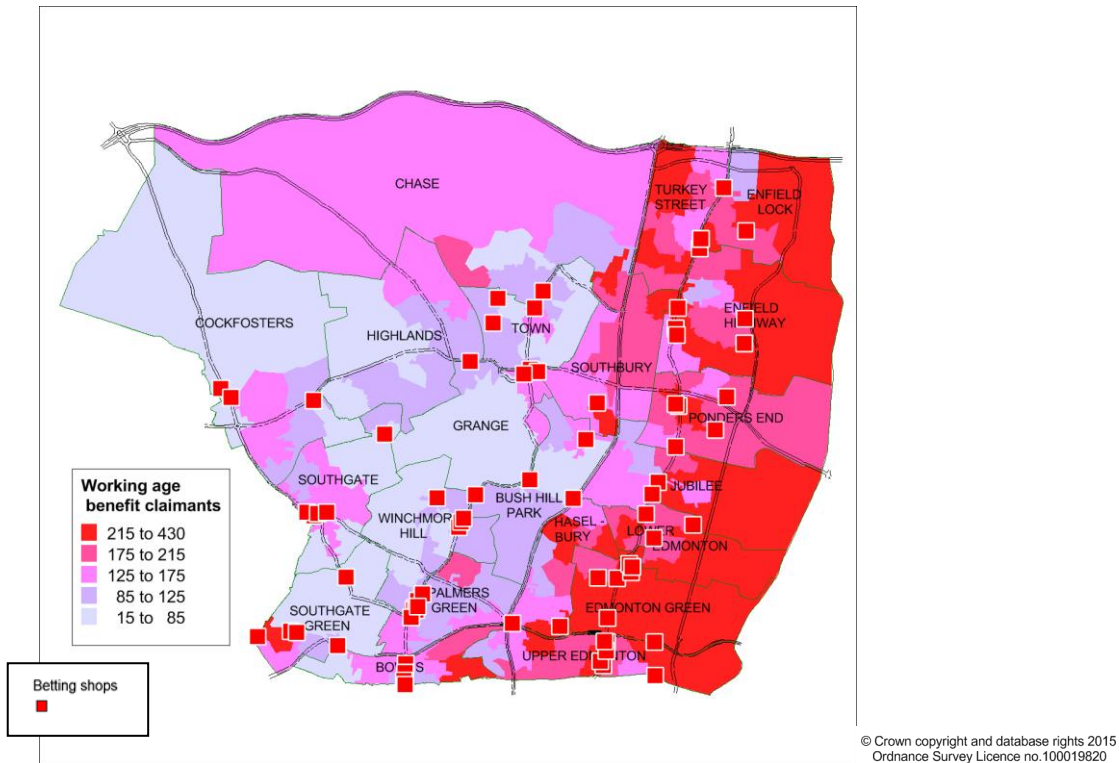 CHASE
TURKEY
STREET
ENFIELD
LOCK
COCKFOSTERS
HIGHLANDS
TOWN
ENFIELD
HIGHWAY
SOUTHBURY
PONDERS END
GRANGE
SOUTHGATE
JUBILEE
BUSH HILL
PARK
WINCHMOR
HILL
HASEL -
BURY
LOWER
EDMONTON
PALMERS
GREEN
SOUTHGATE
GREEN
EDMONTON GREEN
UPPER EDMONTON
BOWES
Working age
benefit claimants
215 to 430
175 to 215
125 to 175
85 to 125
15 to 85
Betting shops
© Crown copyright and database rights 2015
Ordnance Survey Licence no.100019820